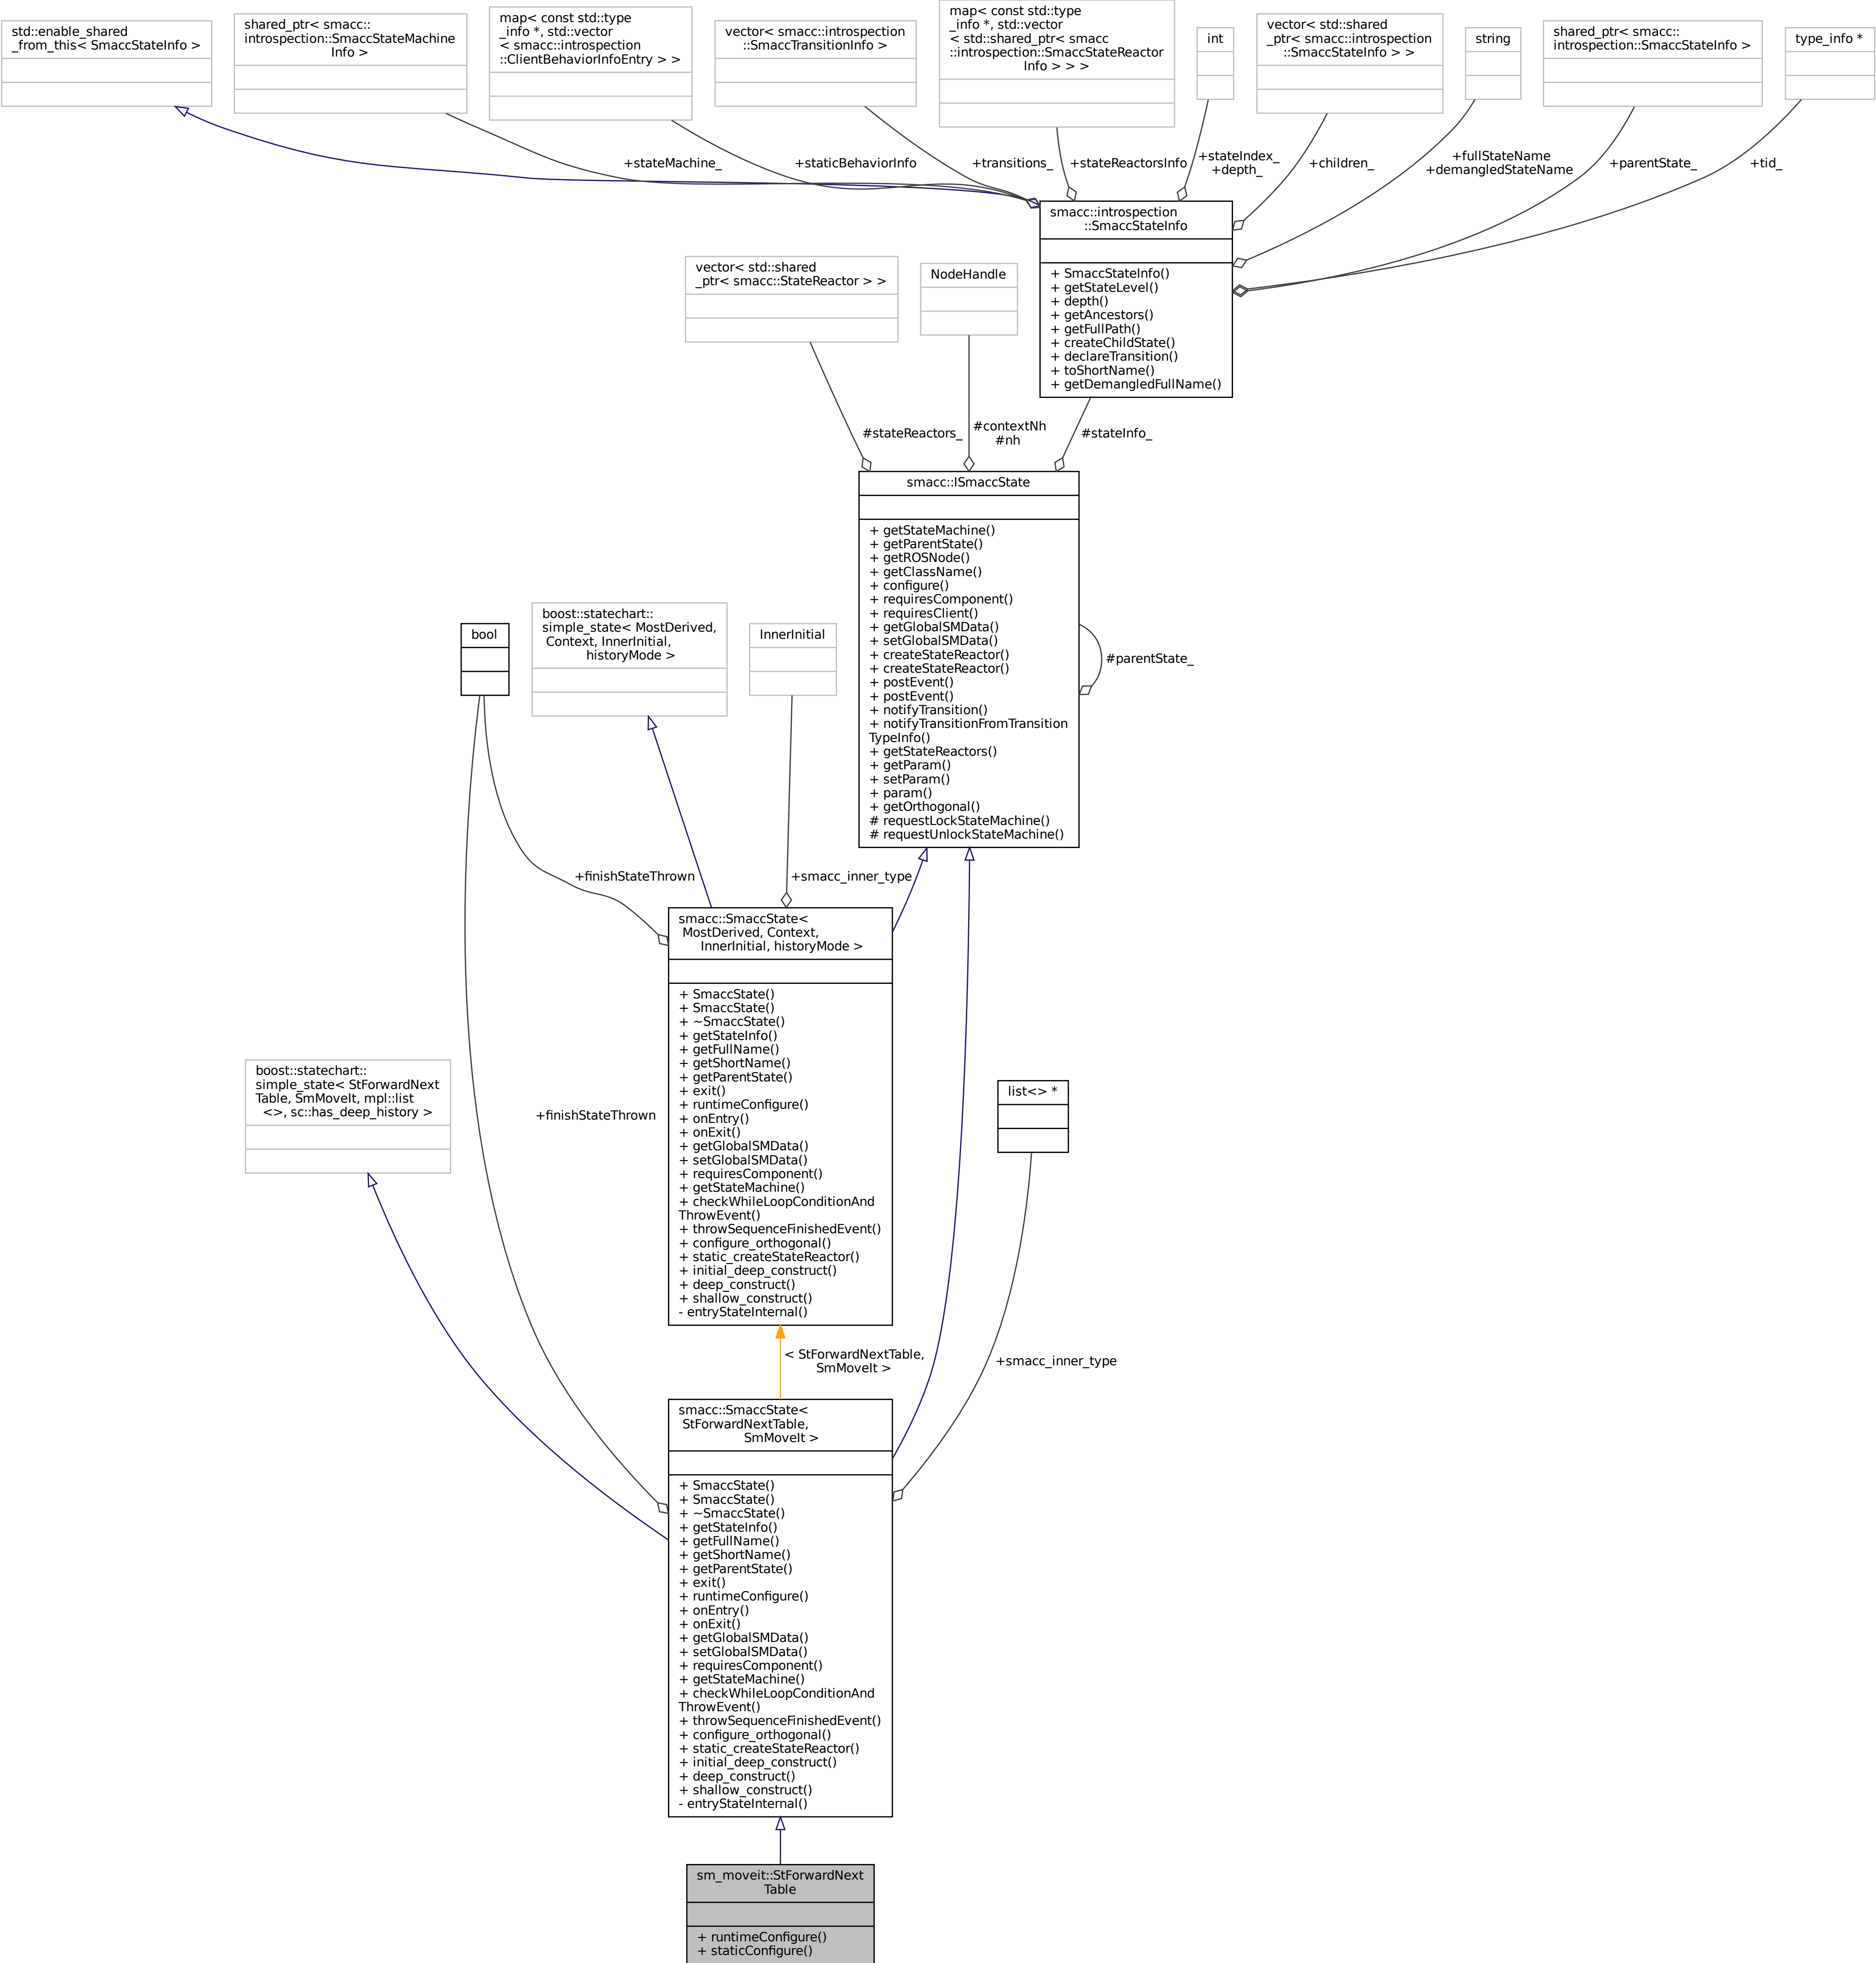 std::enable_shared
_from_this< SmaccStateInfo >
shared_ptr< smacc::
introspection::SmaccStateMachine
Info >
map< const std::type
_info *, std::vector
< smacc::introspection
::ClientBehaviorInfoEntry > >
vector< smacc::introspection
::SmaccTransitionInfo >
map< const std::type
_info *, std::vector
< std::shared_ptr< smacc
::introspection::SmaccStateReactor
Info > > >
int
vector< std::shared
_ptr< smacc::introspection
::SmaccStateInfo > >
string
shared_ptr< smacc::
introspection::SmaccStateInfo >
type_info *
+stateMachine_
+staticBehaviorInfo
+transitions_
+stateReactorsInfo
+stateIndex_
+depth_
+children_
+fullStateName
+demangledStateName
+parentState_
+tid_
smacc::introspection
::SmaccStateInfo
+ SmaccStateInfo()
+ getStateLevel()
+ depth()
+ getAncestors()
+ getFullPath()
+ createChildState()
+ declareTransition()
+ toShortName()
+ getDemangledFullName()
vector< std::shared
_ptr< smacc::StateReactor > >
NodeHandle
#stateReactors_
#contextNh
#nh
#stateInfo_
smacc::ISmaccState
+ getStateMachine()
+ getParentState()
+ getROSNode()
+ getClassName()
+ configure()
+ requiresComponent()
+ requiresClient()
+ getGlobalSMData()
+ setGlobalSMData()
+ createStateReactor()
+ createStateReactor()
+ postEvent()
+ postEvent()
+ notifyTransition()
+ notifyTransitionFromTransition
TypeInfo()
+ getStateReactors()
+ getParam()
+ setParam()
+ param()
+ getOrthogonal()
# requestLockStateMachine()
# requestUnlockStateMachine()
#parentState_
bool
boost::statechart::
simple_state< MostDerived,
Context, InnerInitial,
historyMode >
InnerInitial
+finishStateThrown
+smacc_inner_type
smacc::SmaccState<
MostDerived, Context,
InnerInitial, historyMode >
+ SmaccState()
+ SmaccState()
+ ~SmaccState()
+ getStateInfo()
+ getFullName()
+ getShortName()
+ getParentState()
+ exit()
+ runtimeConfigure()
+ onEntry()
+ onExit()
+ getGlobalSMData()
+ setGlobalSMData()
+ requiresComponent()
+ getStateMachine()
+ checkWhileLoopConditionAnd
ThrowEvent()
+ throwSequenceFinishedEvent()
+ configure_orthogonal()
+ static_createStateReactor()
+ initial_deep_construct()
+ deep_construct()
+ shallow_construct()
- entryStateInternal()
boost::statechart::
simple_state< StForwardNext
Table, SmMoveIt, mpl::list
<>, sc::has_deep_history >
+finishStateThrown
list<> *
< StForwardNextTable,
SmMoveIt >
+smacc_inner_type
smacc::SmaccState<
StForwardNextTable,
SmMoveIt >
+ SmaccState()
+ SmaccState()
+ ~SmaccState()
+ getStateInfo()
+ getFullName()
+ getShortName()
+ getParentState()
+ exit()
+ runtimeConfigure()
+ onEntry()
+ onExit()
+ getGlobalSMData()
+ setGlobalSMData()
+ requiresComponent()
+ getStateMachine()
+ checkWhileLoopConditionAnd
ThrowEvent()
+ throwSequenceFinishedEvent()
+ configure_orthogonal()
+ static_createStateReactor()
+ initial_deep_construct()
+ deep_construct()
+ shallow_construct()
- entryStateInternal()
sm_moveit::StForwardNext
Table
+ runtimeConfigure()
+ staticConfigure()